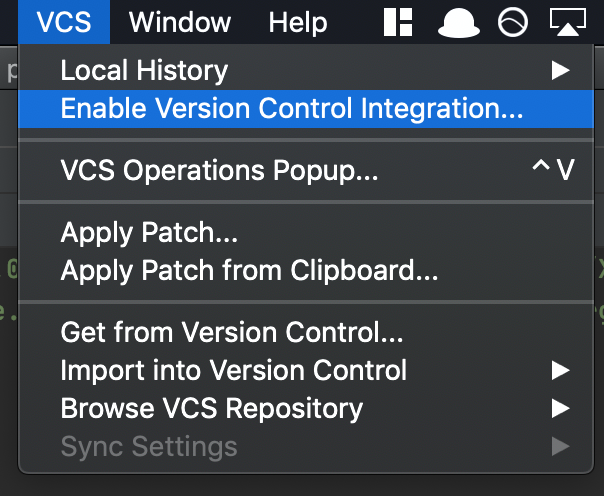 VCS Window Help
Local History
Enable Version Control Integration...
VCS Operations Popup... ^ V
Apply Patch...
Apply Patch from Clipboard...
Get from Version Control...
Import into Version Control
Browse VCS Repository
Sync Settings